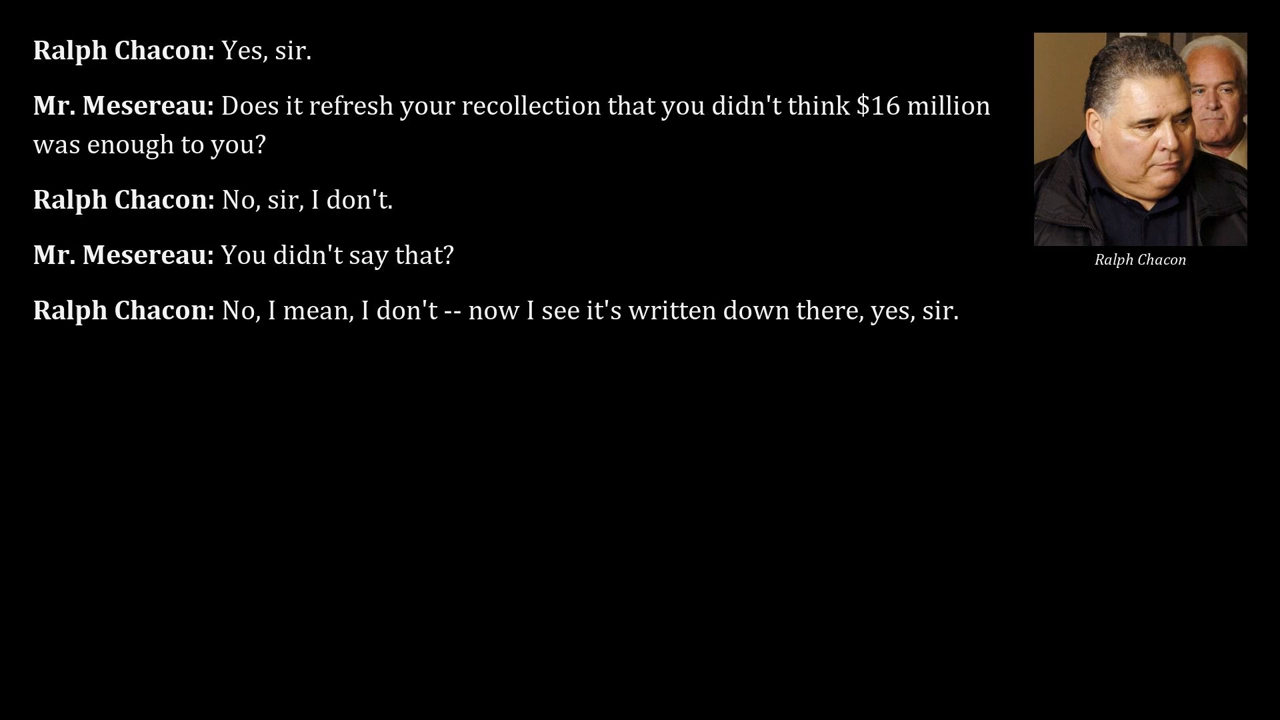 Ralph Chacon: Yes, sir.
Mr. Mesereau: Does it refresh your recollection that you didn't think $16 million
was enough to you?
Ralph Chacon: No, sir, I don't.
Mr. Mesereau: You didn't say that?
Ralph Chacon: No, I mean, I don't -- now I see it's written down there, yes, sir.
Ralph Chacon